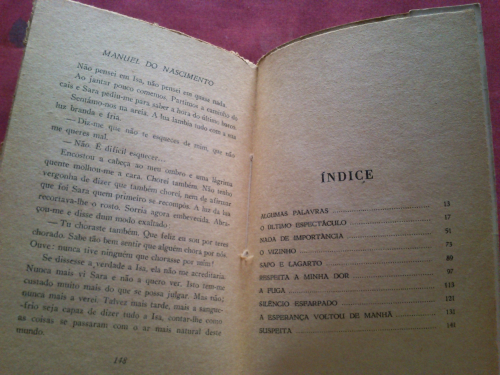 MANUEL DO NASCIMENTO
Não pensei em Isa, não pensei em quase nada.
Ao jantar pouco comemos. Partimos a caminho do
cais e Sara pediu-me para saber a hora do último barco.
Sentámo-nos na areia. A lua lambia tudo com a sua
luz branda e fria.
— Diz-me que não te esqueces de mim, que não
me queres mal.
— Não. É difícil esquecer...
Encostou a cabeça ao meu ombro e uma lágrima
quente molhou-me a cara. Chorei também. Não tenho
vergonha de dizer que também chorei, nem de afirmar
que foi Sara quem primeiro se recompôs. A luz da lua
recortava-lhe o rosto. Sorria agora embevecida. Abra-
çou-me e disse dum modo exaltado:
— Tu choraste também. Que feliz eu sou por teres
chorado. Sabe tão bem sentir que alguém chora por nós.
Ouve: nunca tive ninguém que chorasse por mim!
Se dissesse a verdade a Isa, ela não me acreditaria.
Nunca mais vi Sara e não a quero ver. Isto tem-me
custado muito mais do que se possa julgar. Mas não,
nunca mais a verei. Talvez mais tarde, mais a sangue-
-frio seja capaz de dizer tudo a Isa, contar-lhe como
as coisas se passaram com o ar mais natural deste
mundo.
148
ÍNDICE
ALGUMAS PALAVRAS 13
O ÚLTIMO ESPECTÁCULO 17
NADA DE IMPORTÂNCIA
O VIZINHO 73
SAPO E LAGARTO
RESPEITA A MINHA DOR 97
A FUGA 113
SILÊNCIO ESFARRAPADO 121
A ESPERANÇA VOLTOU DE MANHÃ 131
SUSPEITA 141